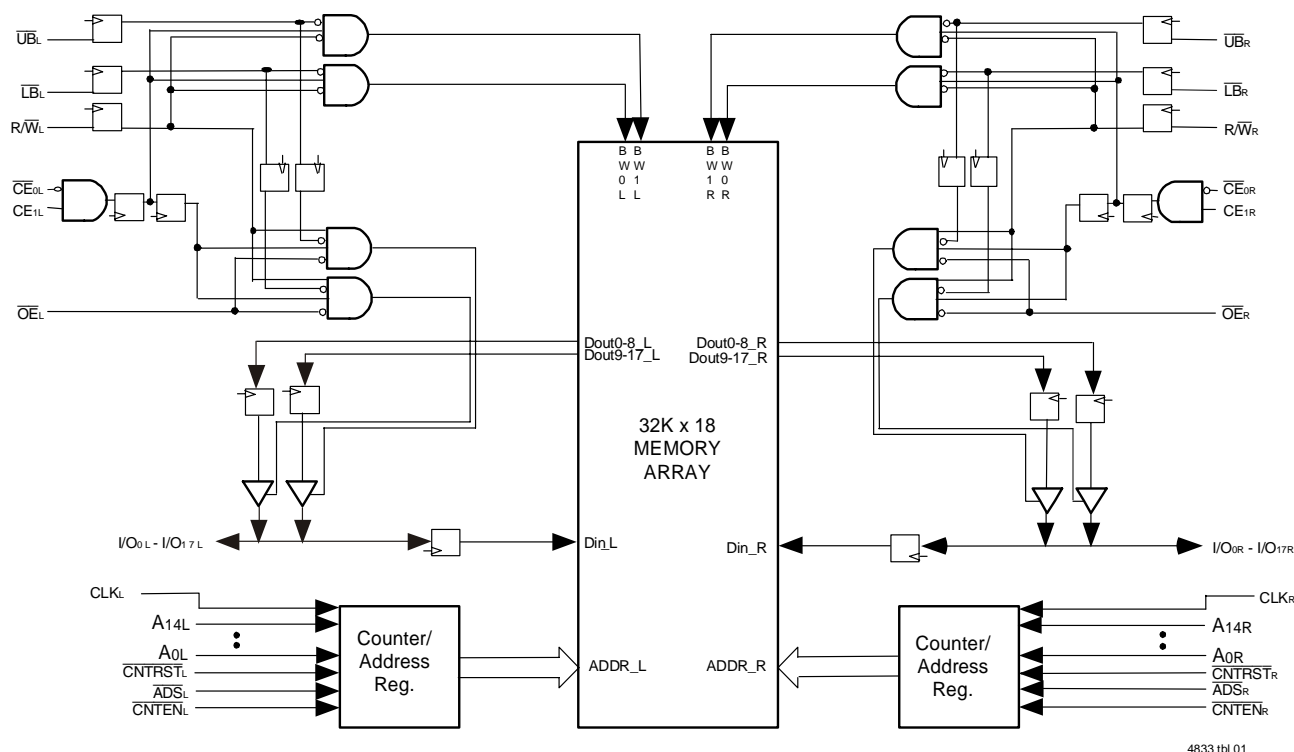 UBL
UBR
LBL
LBR
R/WL
R/WR
B B B B
W W W W
0 1 1 0
L L R R
CE0L
CE1L
CE0R
CE1R
OEL
OER
Dout0-8_L
Dout9-17_L
Dout0-8_R
Dout9-17_R
32K x 18
MEMORY
ARRAY
I/O0L - I/O17L
Din_L
Din_R
I/O0R - I/O17R
CLKL
CLKR
A14L
A14R
A0L
A0R
CNTRSTL
CNTRSTR
ADSL
ADSR
CNTENL
CNTENR
Counter/
Address
Reg.
ADDR_L
ADDR_R
Counter/
Address
Reg.
4833 tbl 01